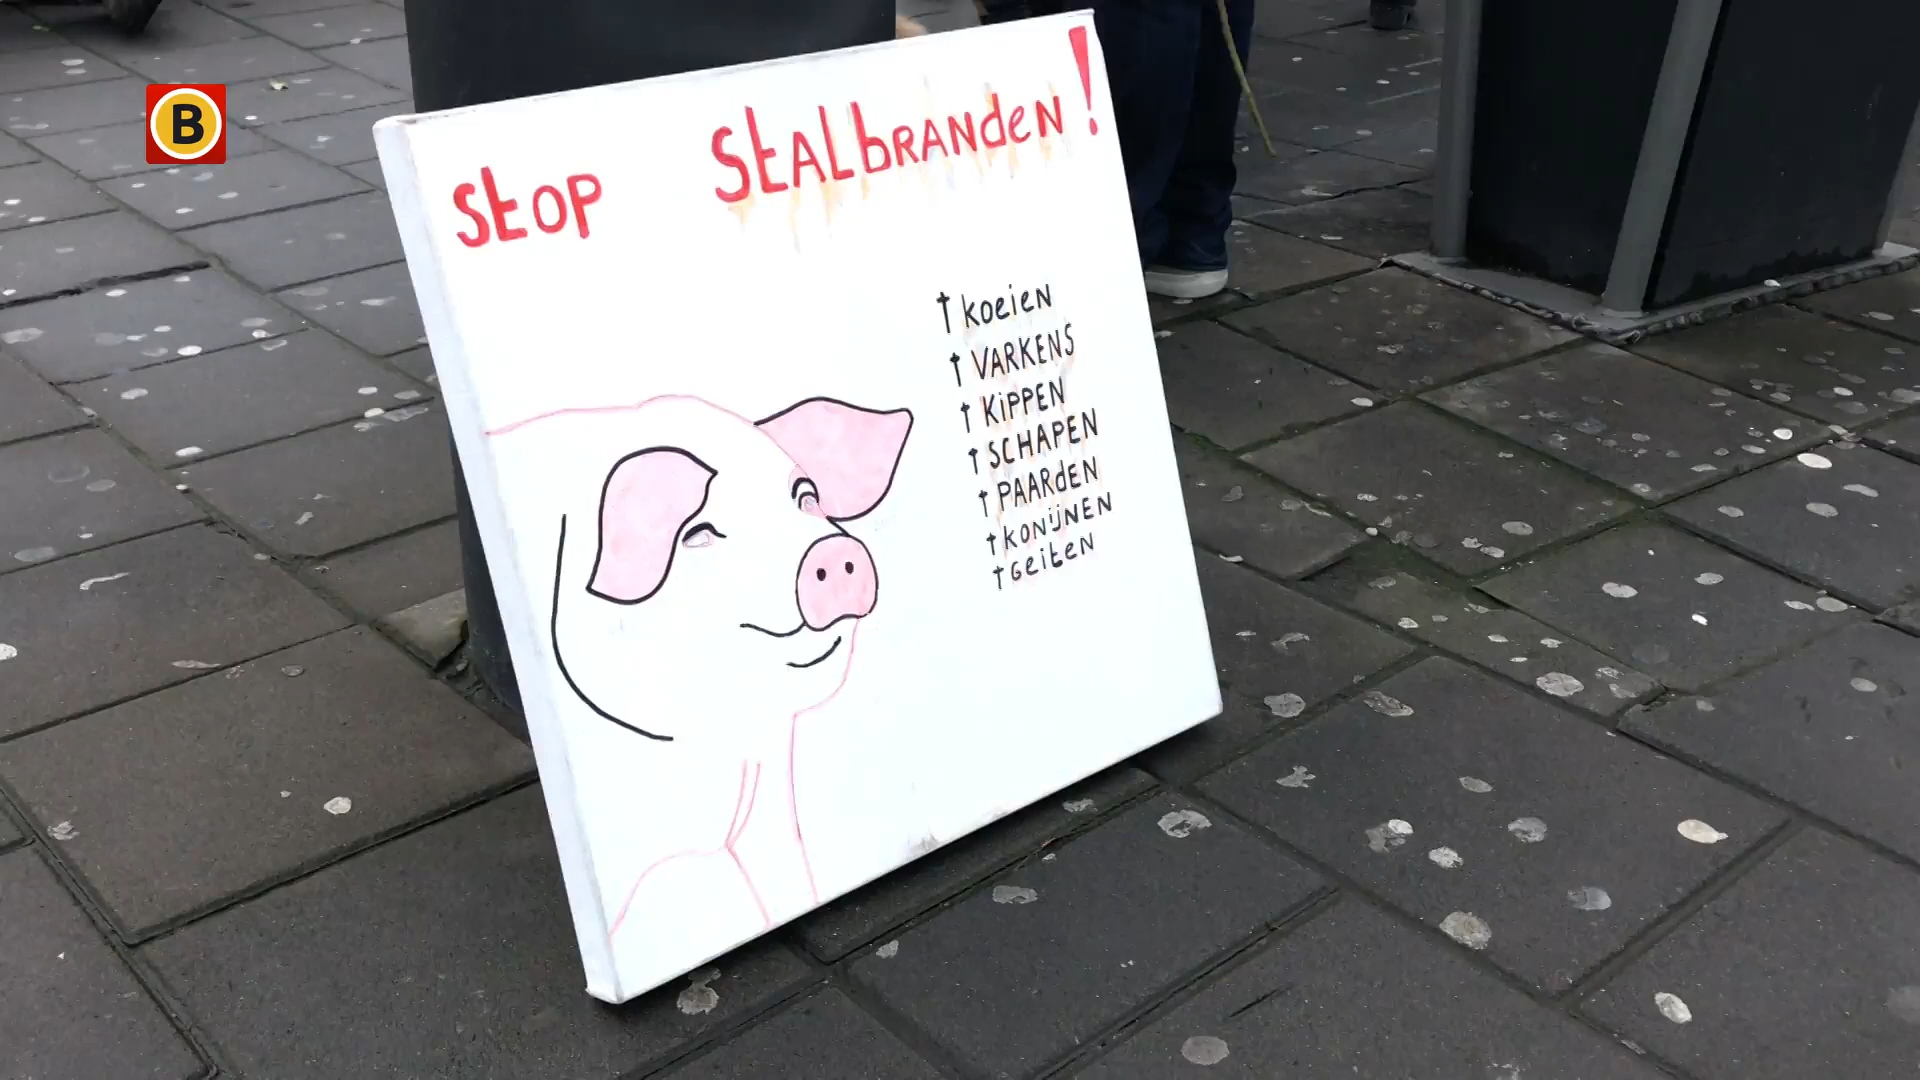 B
Stop Stalbranden!
† koeien
† VARKENS
† KiPPEN
† SCHAPEN
† PAARdEN
† KONijNEN
† Geiten